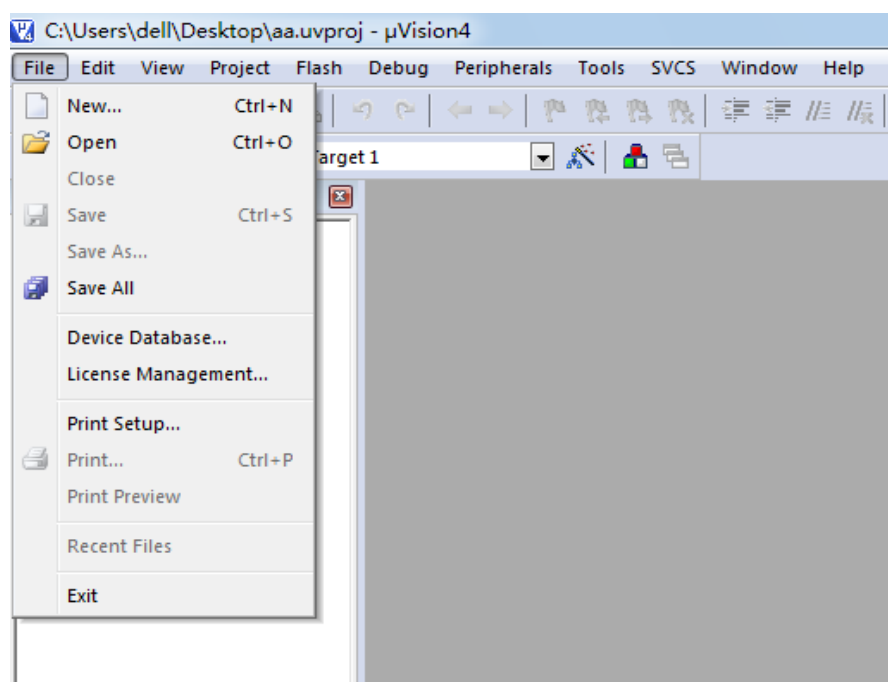 C:\Users\dell\Desktop\aa.uvproj - µVision4
File Edit View Project Flash Debug Peripherals Tools SVCS Window Help
New... Ctrl+N
Open Ctrl+O
arget 1
Close
Save Ctrl+S
Save As...
Save All
Device Database...
License Management...
Print Setup...
Print... Ctrl+P
Print Preview
Recent Files
Exit